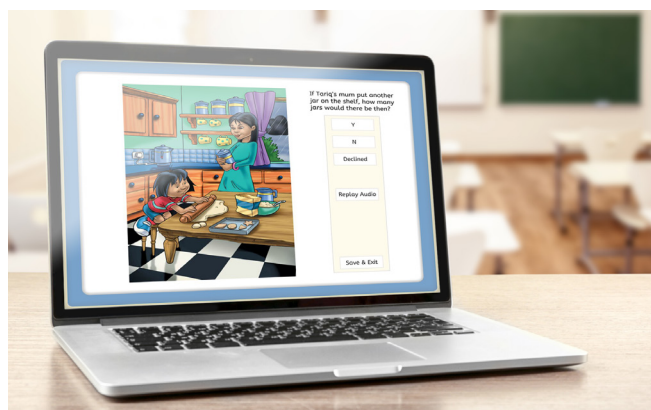 If Tariq's mum put another
jar on the shelf, how many
jars would there be then?
Y
N
Declined
Replay Audio
Save & Exit